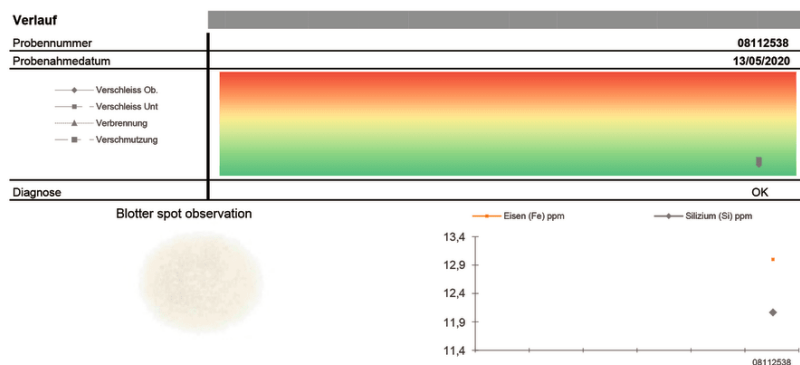 Verlauf
Probennummer 08112538
Probenahmedatum 13/05/2020
Verschleiss Ob.
Verschleiss Unt
Verbrennung
Verschmutzung
Diagnose OK
Blotter spot observation
Eisen (Fe) ppm Silizium (Si) ppm
13,4
12,9
12,4
11,9
11,4
08112538